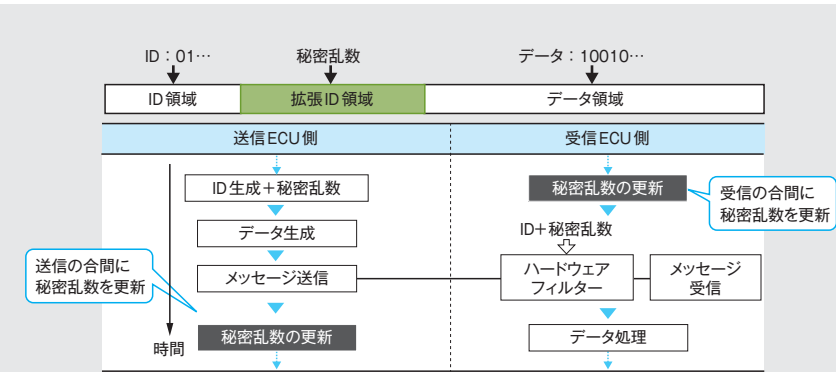 ID：01…
秘密乱数
データ：10010…
ID領域
拡張ID領域
データ領域
送信ECU側
受信ECU側
ID生成＋秘密乱数
データ生成
メッセージ送信
送信の合間に
秘密乱数を更新
秘密乱数の更新
時間
秘密乱数の更新
受信の合間に
秘密乱数を更新
ID＋秘密乱数
ハードウェア
フィルター
メッセージ
受信
データ処理